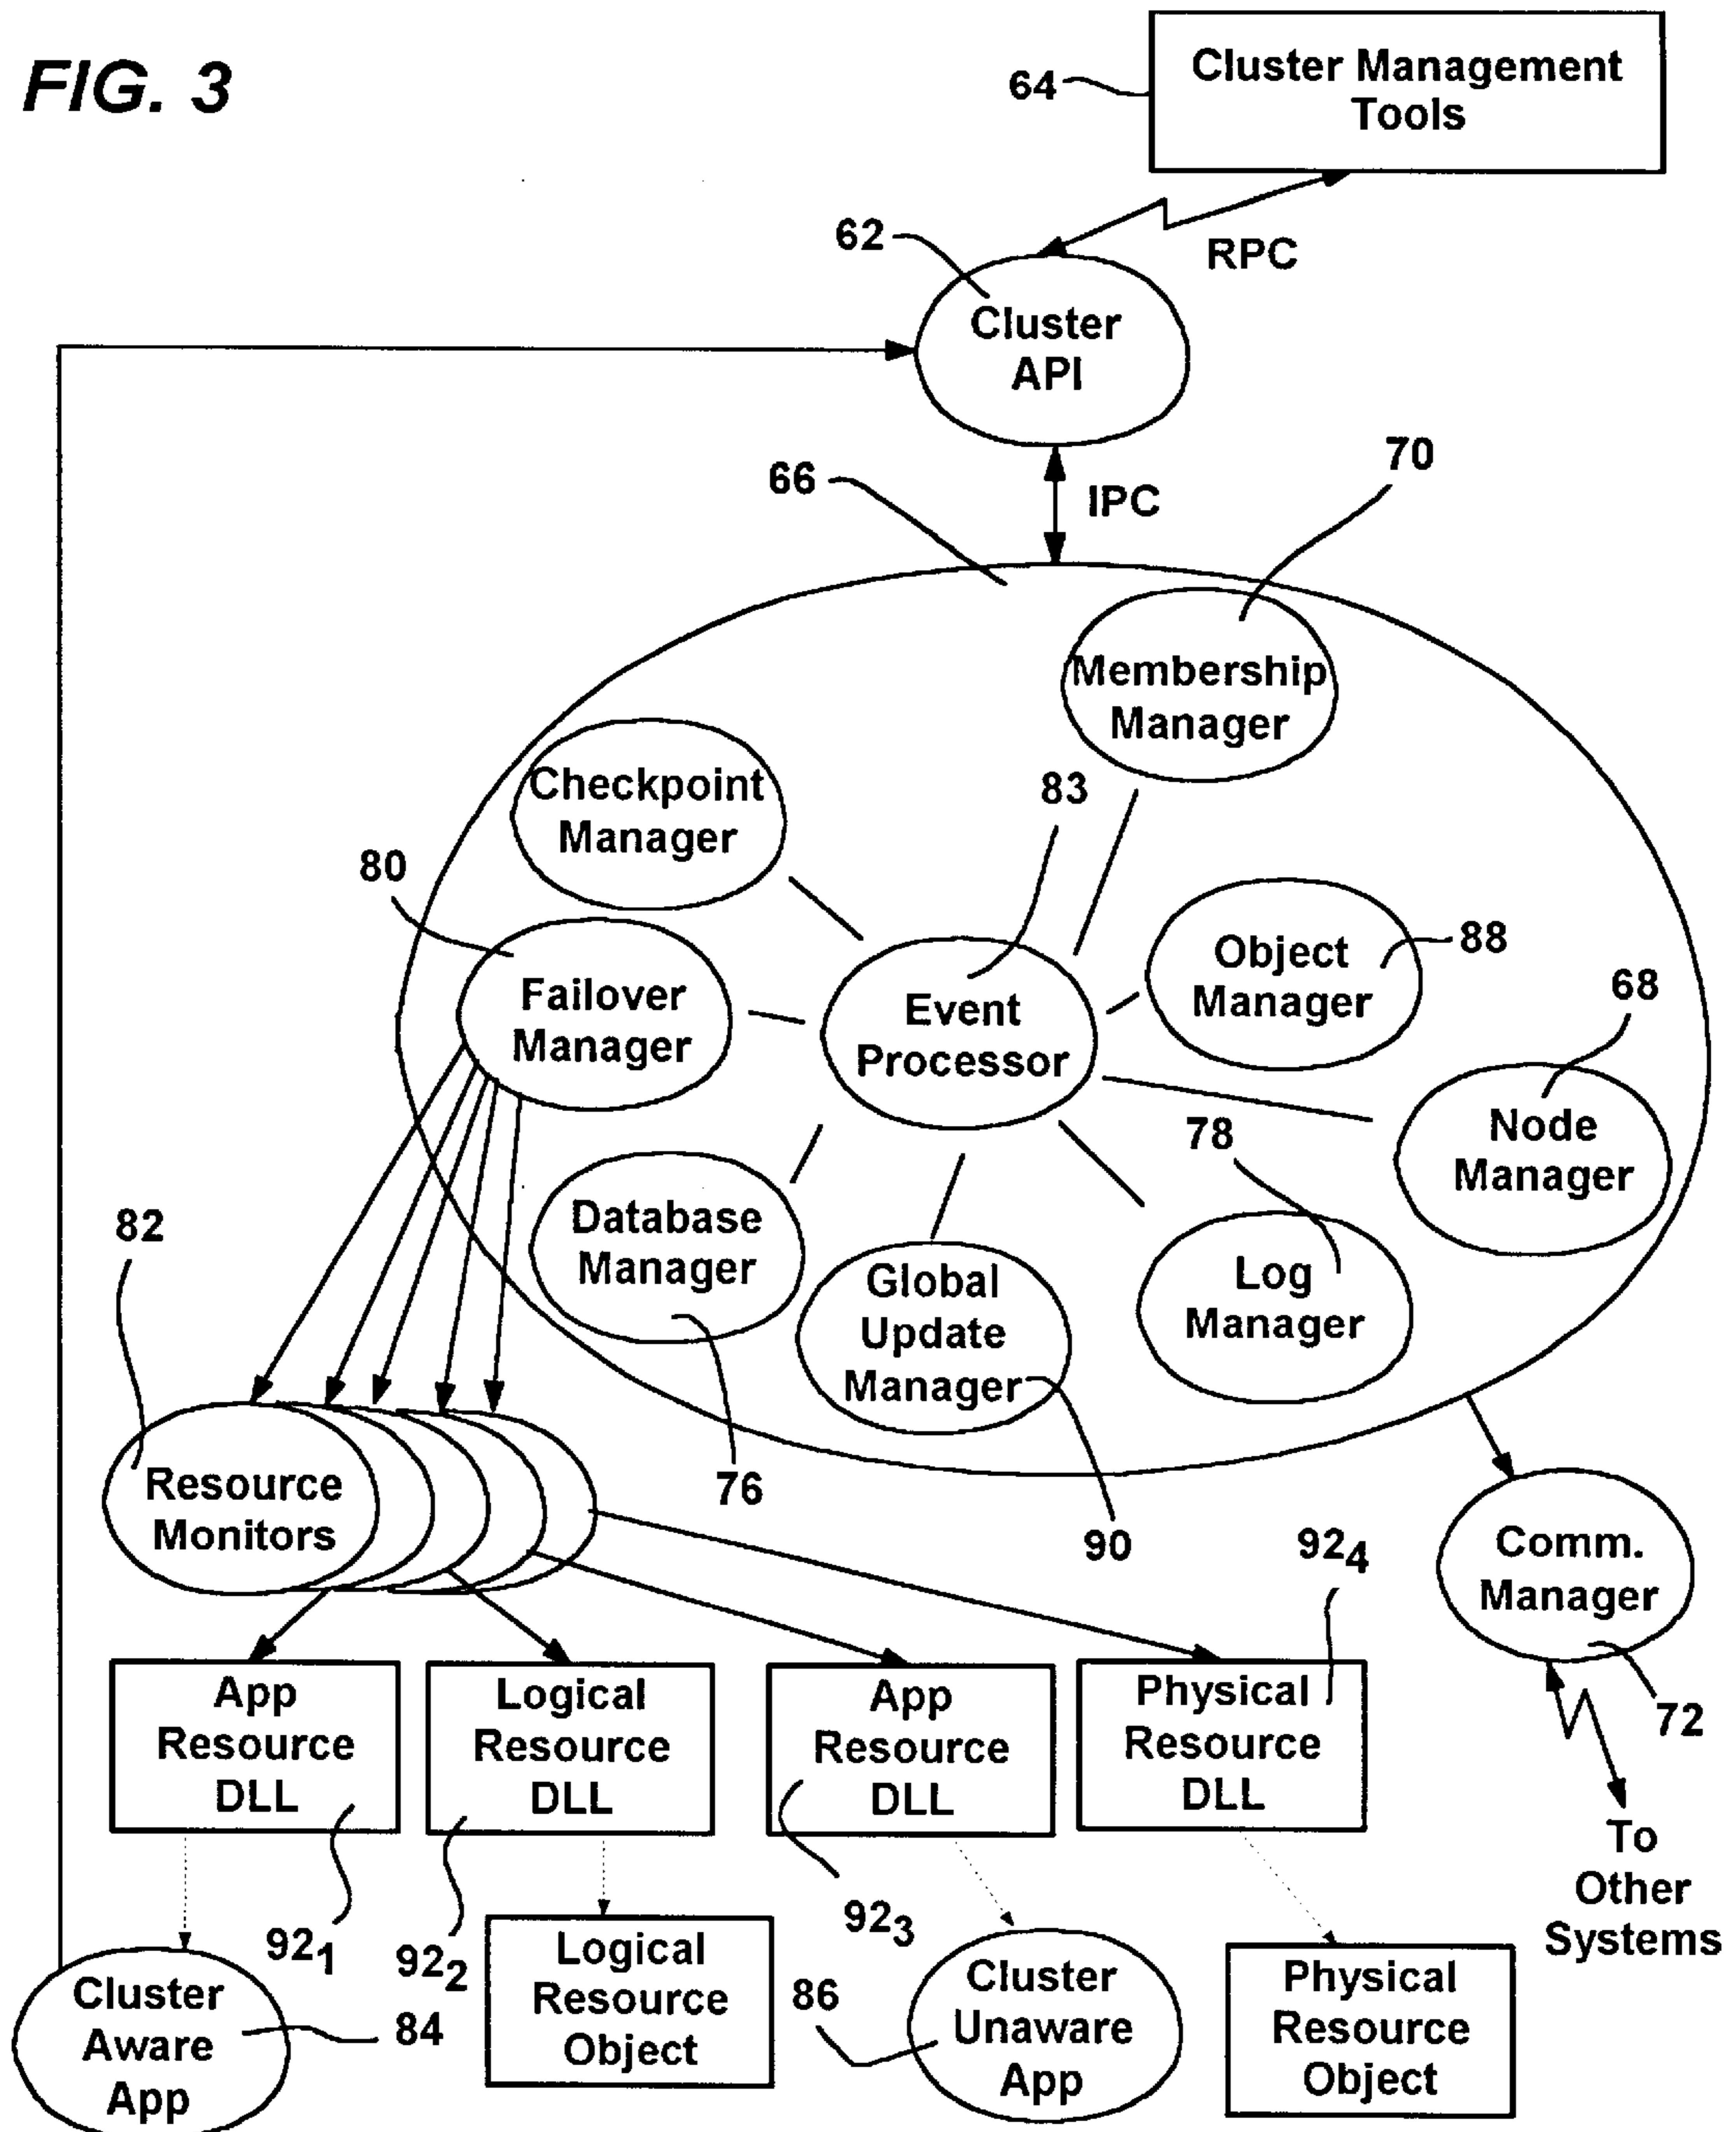 FIG. 3
64
Cluster Management
Tools
62
RPC
Cluster
API
66
IPC
70
Membership
Manager
Checkpoint
Manager
83
80
Object
Manager
88
Failover
Manager
Event
Processor
68
Node
Manager
78
82
Database
Manager
Global
Update
Manager
Log
Manager
76
90
Resource
Monitors
92₄
Comm.
Manager
72
App
Resource
DLL
Logical
Resource
DLL
App
Resource
DLL
Physical
Resource
DLL
To
Other
Systems
92₁
92₂
92₃
Cluster
Aware
App
84
Logical
Resource
Object
86
Cluster
Unaware
App
Physical
Resource
Object